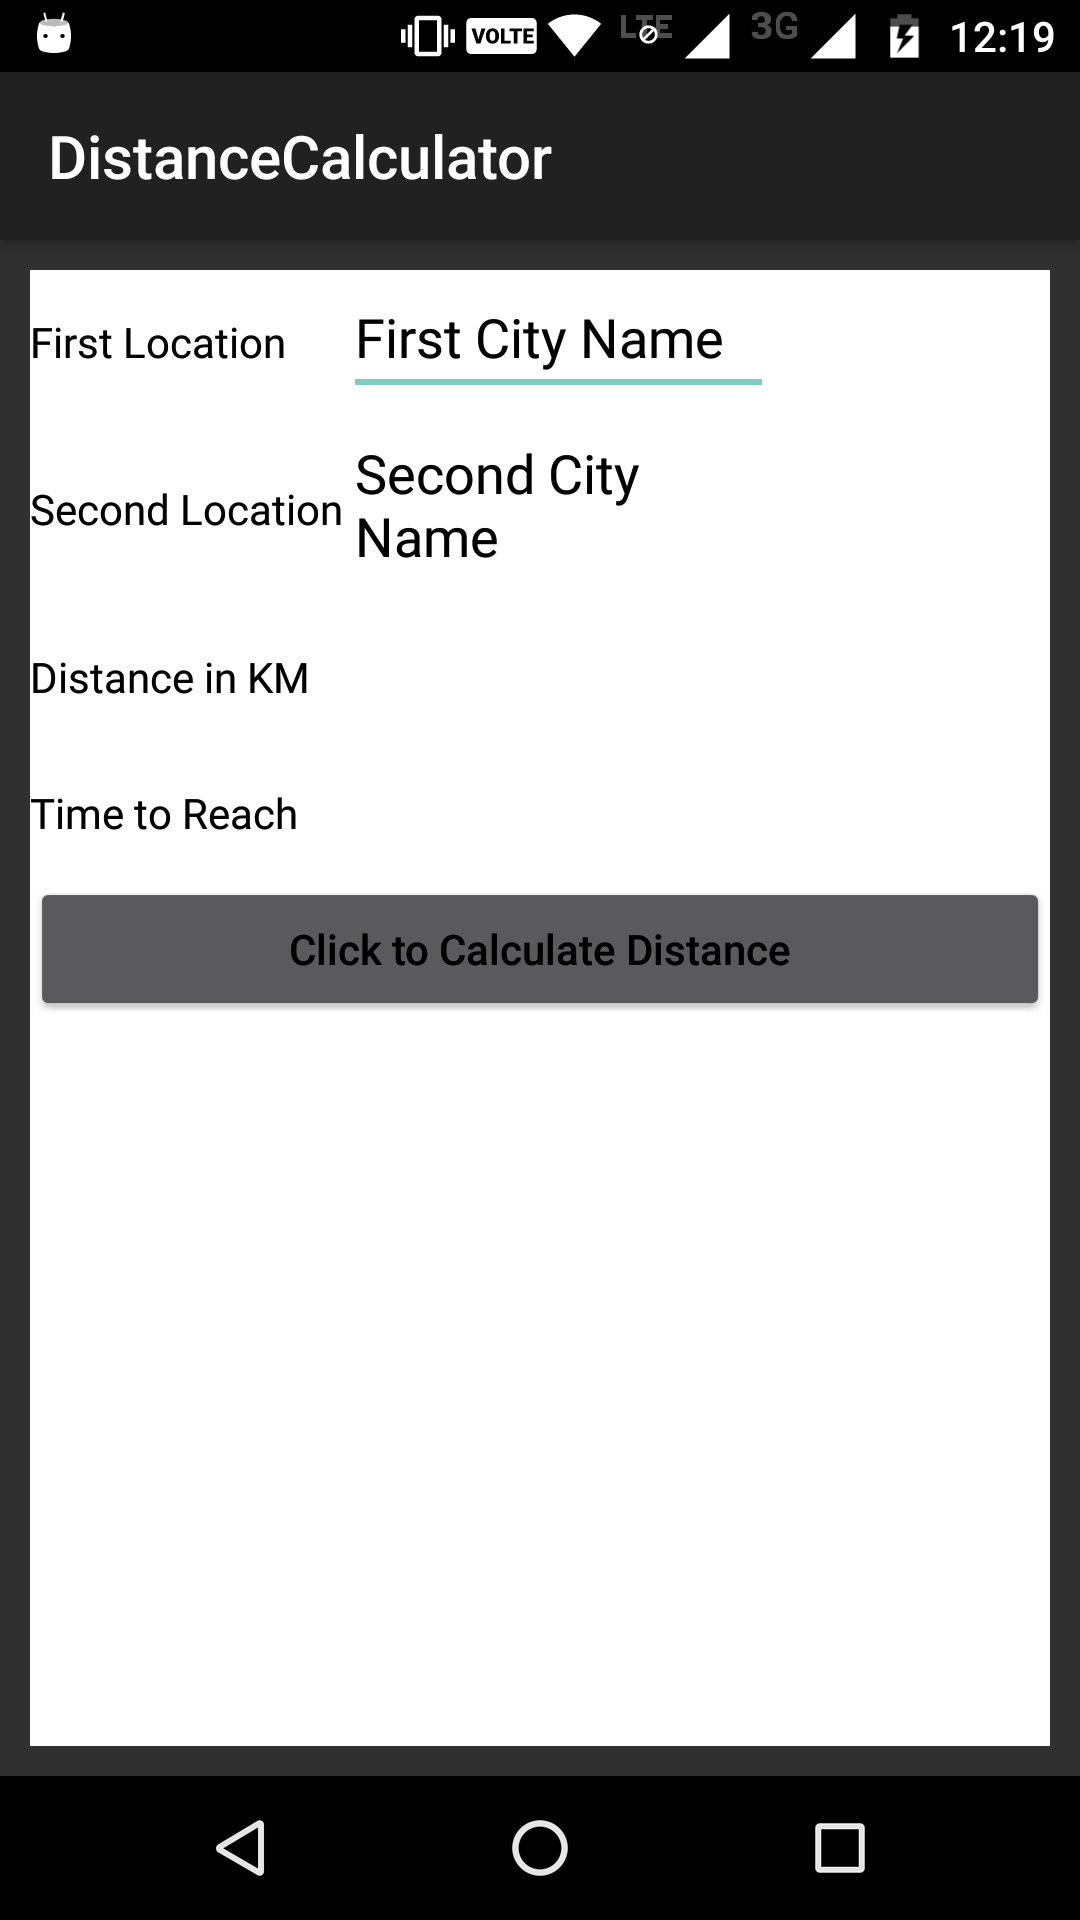 VOLTE LTE 3G 12:19
DistanceCalculator
First Location First City Name
Second Location Second City
Name
Distance in KM
Time to Reach
Click to Calculate Distance